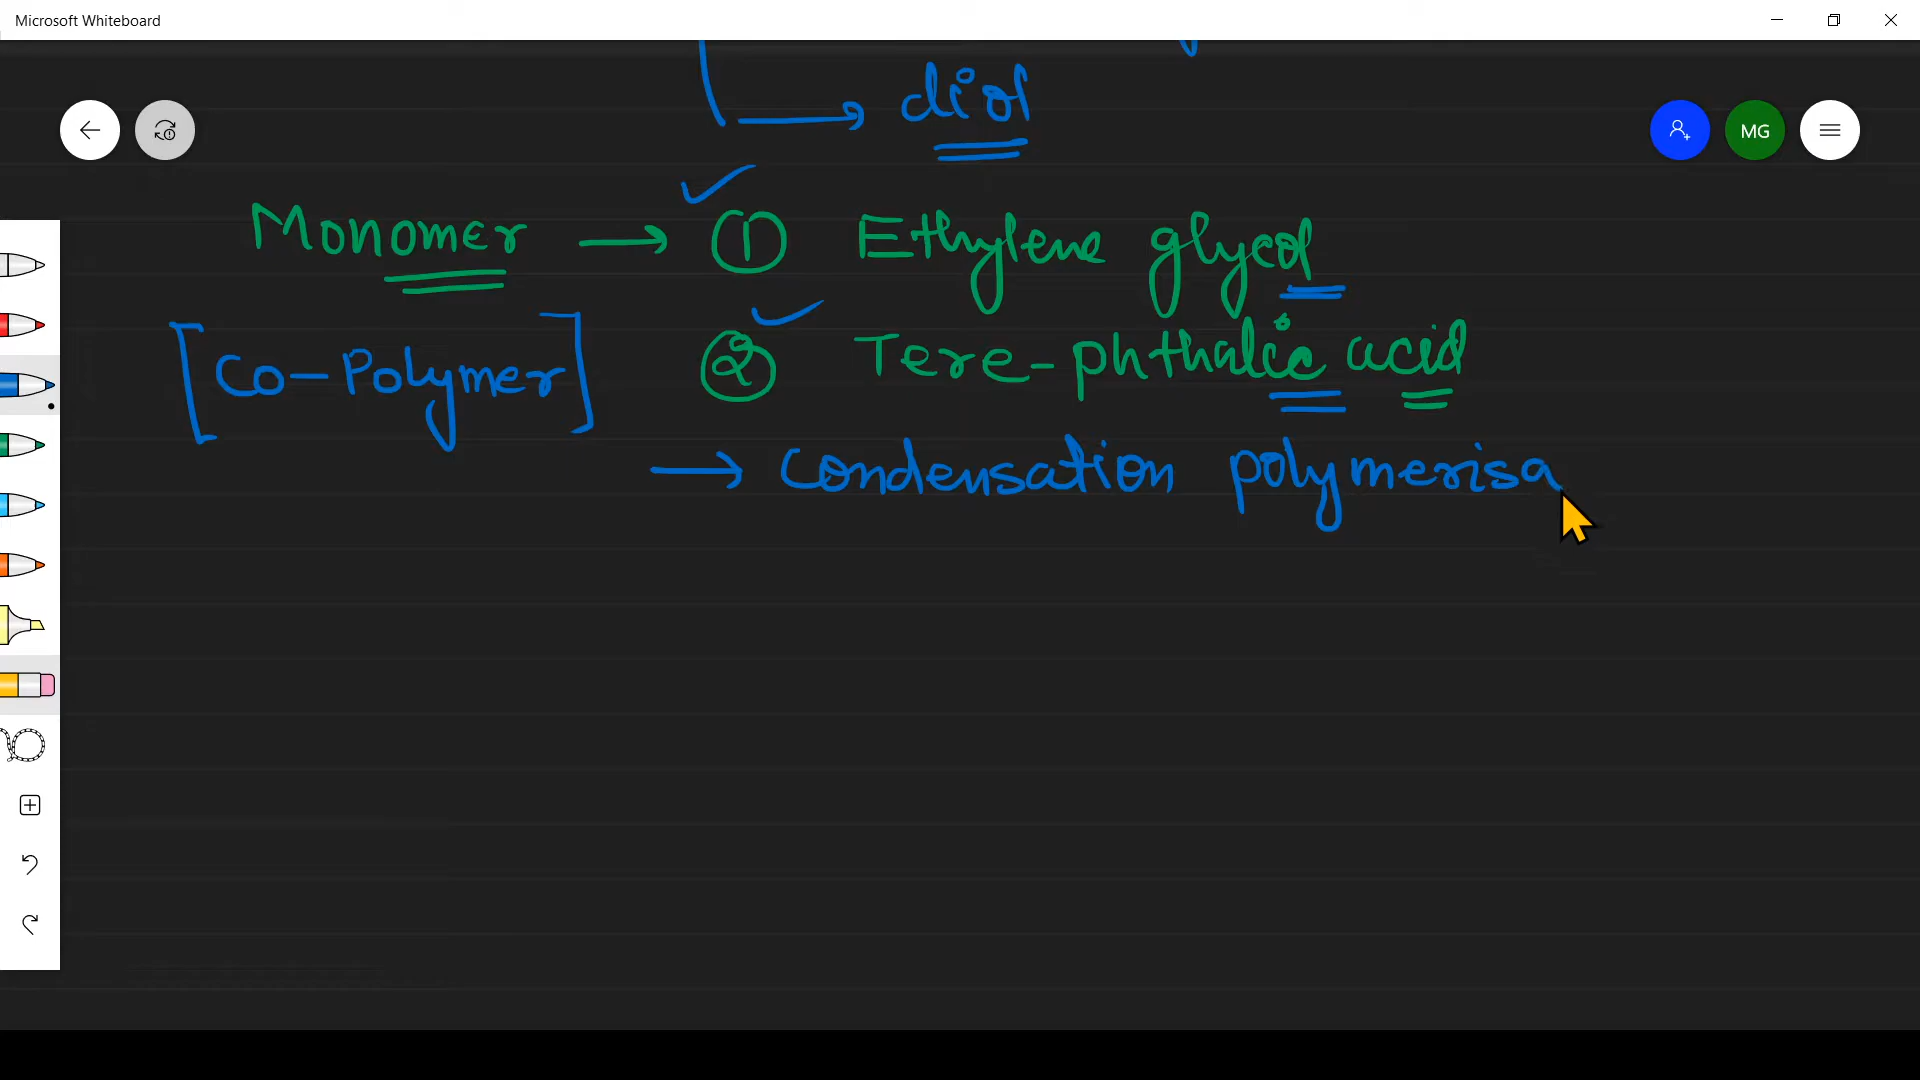 Microsoft Whiteboard
→ diol
MG
✓
Monomer → ① Ethylene glycol
✓
[Co-Polymer] ② Tere-phthalic acid
→ Condensation polymerisa